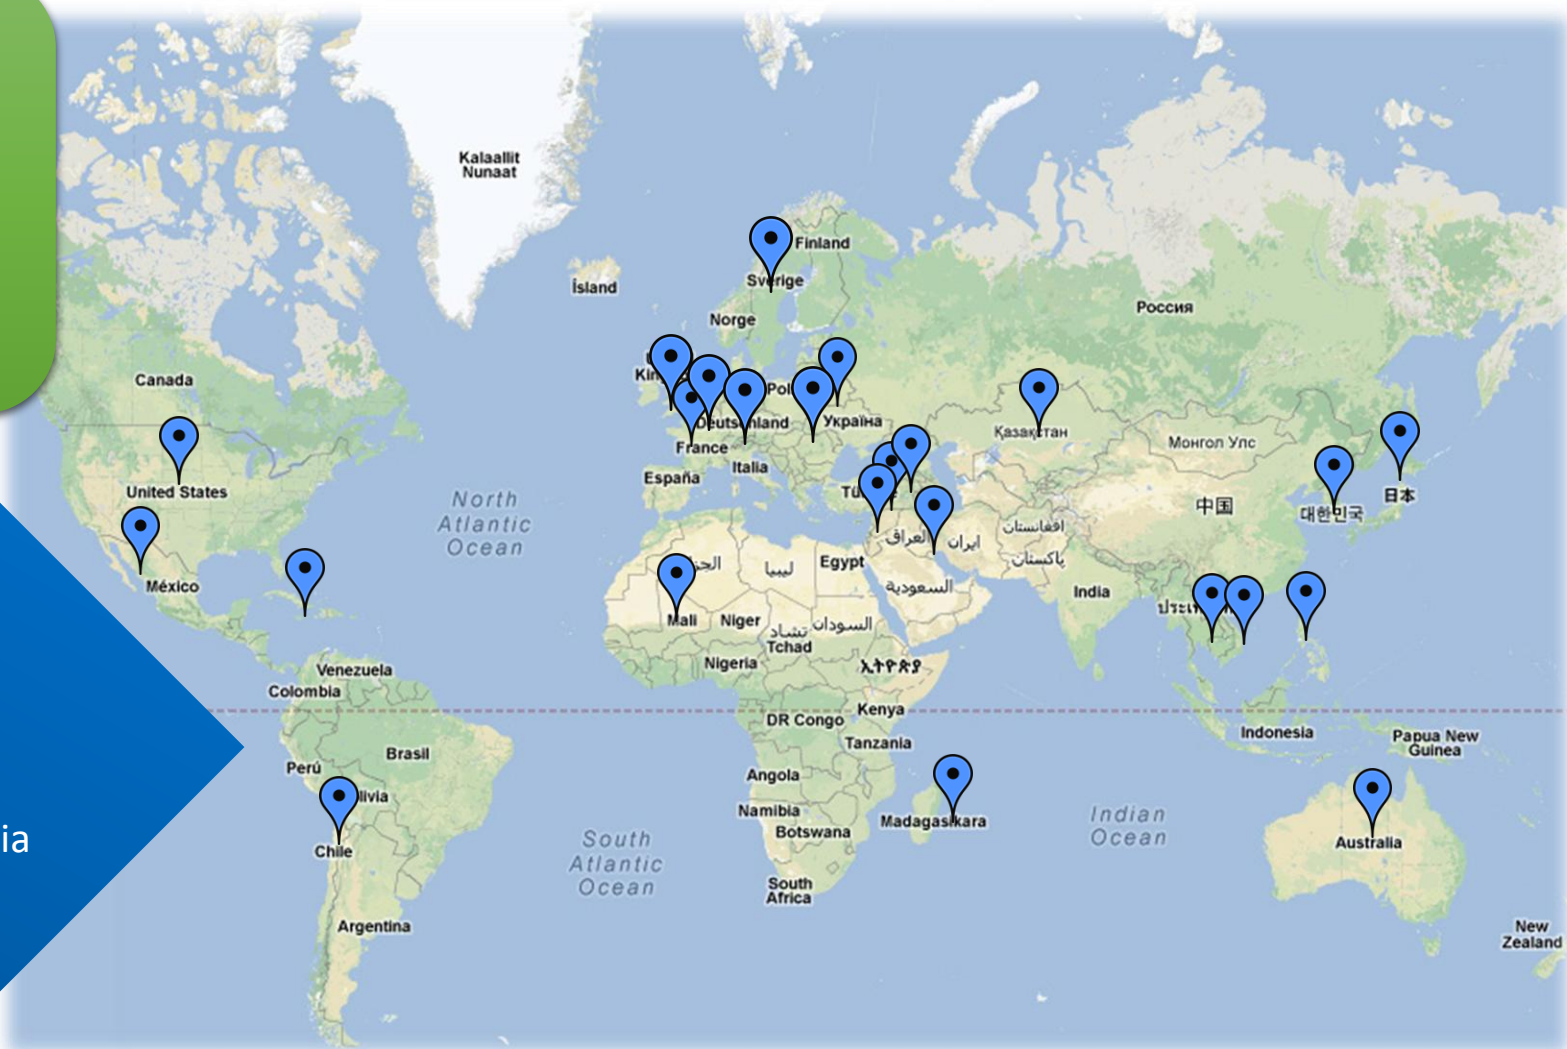 Kalaallit
Nunaat
Finland
Sverige
Ísland
Norge
Россия
Canada
Deutschland
Україна
France
Italia
España
Қазақстан
Монгол Улс
United States
North
Atlantic
Ocean
中国
日本
대한민국
العراق
ایران
افغانستان
پاکستان
México
ليبيا
Egypt
السعودية
India
Mali
Niger
تشاد
Tchad
السودان
Nigeria
ኢትዮጵያ
Venezuela
Colombia
DR Congo
Kenya
Tanzania
Indonesia
Papua New
Guinea
Brasil
Perú
livia
Angola
Namibia
Botswana
Madagasikara
Indian
Ocean
South
Atlantic
Ocean
ia
Chile
Australia
South
Africa
Argentina
New
Zealand